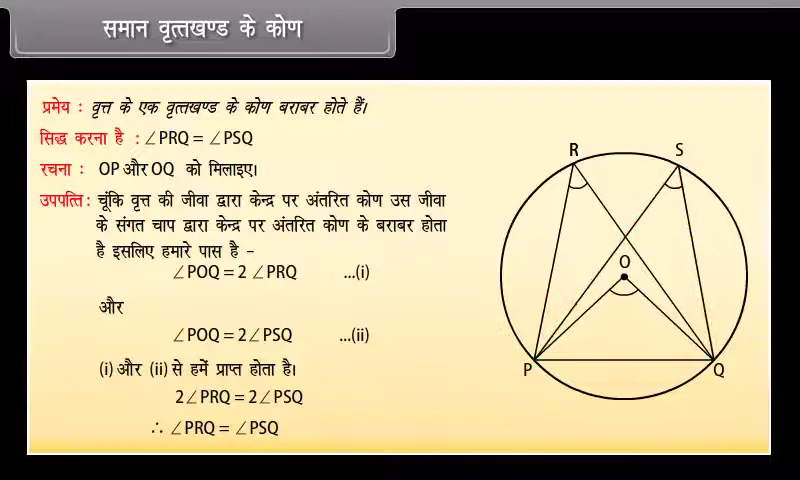 समान वृत्तखण्ड के कोण
प्रमेय : वृत्त के एक वृत्तखण्ड के कोण बराबर होते हैं।
सिद्ध करना है : ∠PRQ = ∠PSQ
रचना : OP और OQ को मिलाइए।
उपपत्ति : चूंकि वृत्त की जीवा द्वारा केन्द्र पर अंतरित कोण उस जीवा
के संगत चाप द्वारा केन्द्र पर अंतरित कोण के बराबर होता
है इसलिए हमारे पास है –
∠POQ = 2 ∠PRQ ...(i)
और
∠POQ = 2∠PSQ ...(ii)
(i) और (ii) से हमें प्राप्त होता है।
2∠PRQ = 2∠PSQ
∴ ∠PRQ = ∠PSQ
R S
O
P Q